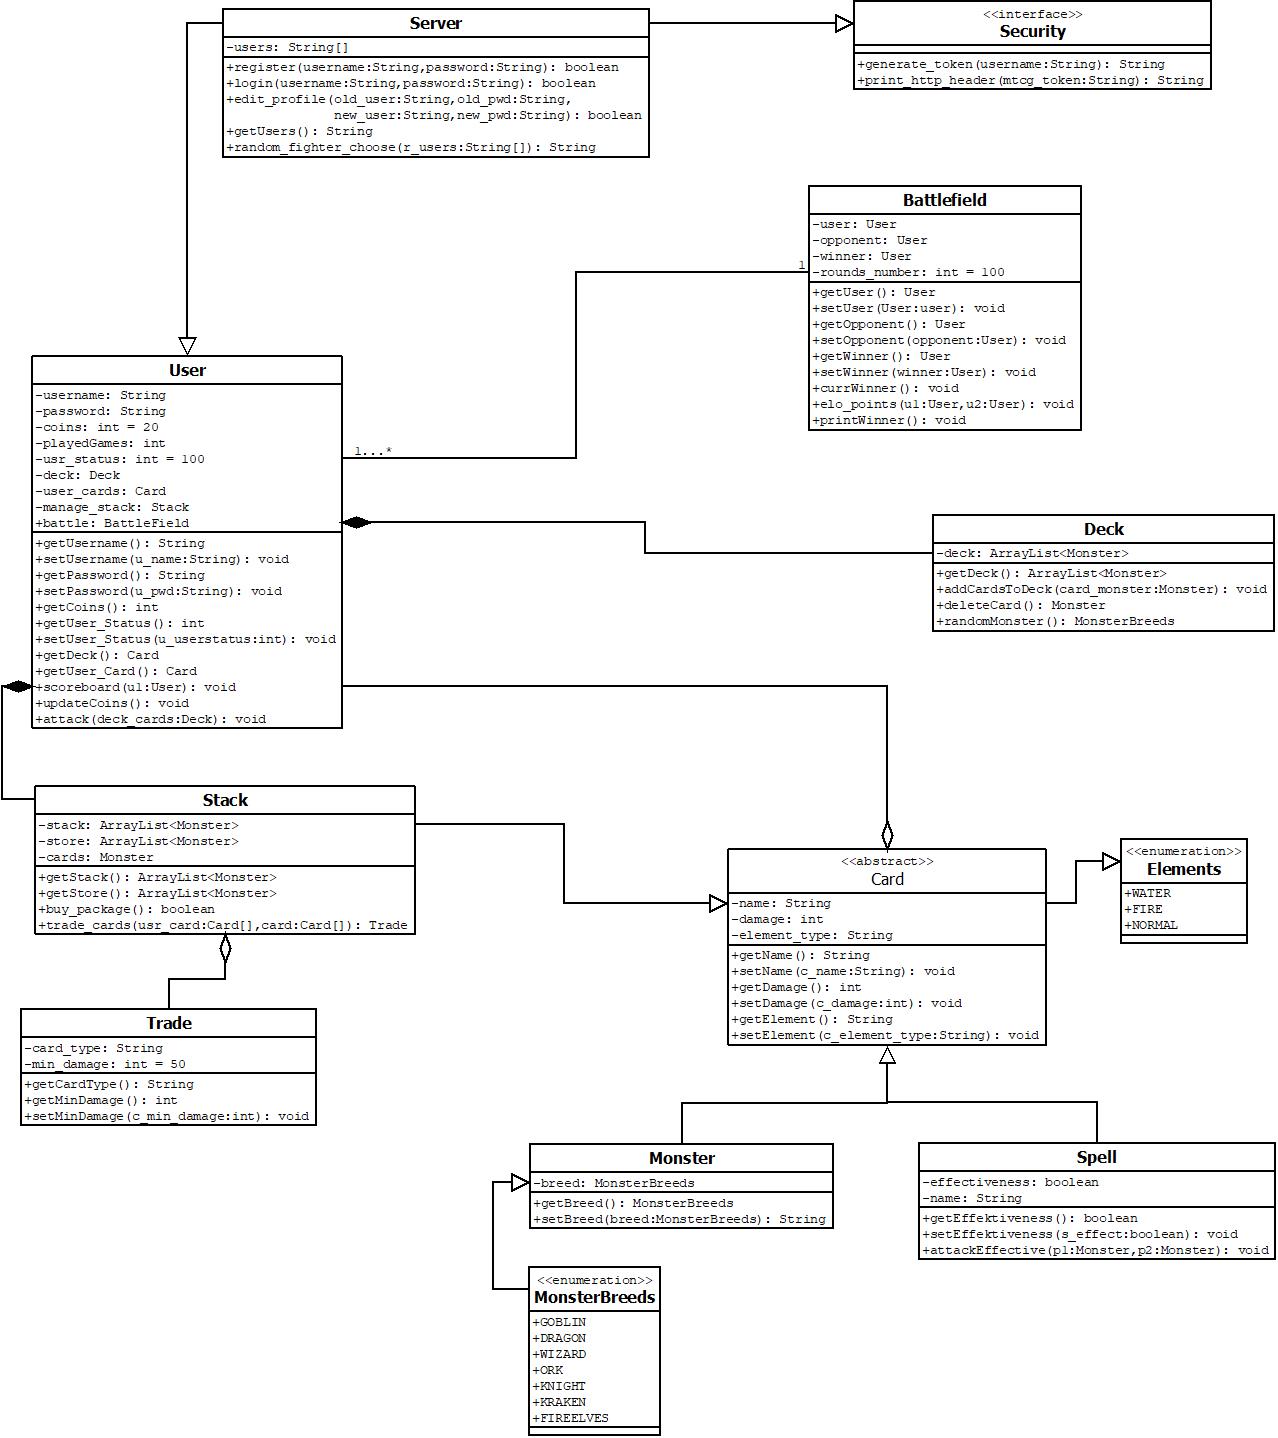 Server
-users: String[]
+register(username:String,password:String): boolean
+login(username:String,password:String): boolean
+edit_profile(old_user:String,old_pwd:String,
new_user:String,new_pwd:String): boolean
+getUsers(): String
+random_fighter_choose(r_users:String[]): String
<<interface>>
Security
+generate_token(username:String): String
+print_http_header(mtcg_token:String): String
Battlefield
-user: User
-opponent: User
-winner: User
-rounds_number: int = 100
+getUser(): User
+setUser(User:user): void
+getOpponent(): User
+setOpponent(opponent:User): void
+getWinner(): User
+setWinner(winner:User): void
+currWinner(): void
+elo_points(u1:User,u2:User): void
+printWinner(): void
1
1...*
User
-username: String
-password: String
-coins: int = 20
-playedGames: int
-usr_status: int = 100
-deck: Deck
-user_cards: Card
-manage_stack: Stack
+battle: BattleField
+getUsername(): String
+setUsername(u_name:String): void
+getPassword(): String
+setPassword(u_pwd:String): void
+getCoins(): int
+getUser_Status(): int
+setUser_Status(u_userstatus:int): void
+getDeck(): Card
+getUser_Card(): Card
+scoreboard(u1:User): void
+updateCoins(): void
+attack(deck_cards:Deck): void
Deck
-deck: ArrayList<Monster>
+getDeck(): ArrayList<Monster>
+addCardsToDeck(card_monster:Monster): void
+deleteCard(): Monster
+randomMonster(): MonsterBreeds
Stack
-stack: ArrayList<Monster>
-store: ArrayList<Monster>
-cards: Monster
+getStack(): ArrayList<Monster>
+getStore(): ArrayList<Monster>
+buy_package(): boolean
+trade_cards(usr_card:Card[],card:Card[]): Trade
<<abstract>>
Card
-name: String
-damage: int
-element_type: String
+getName(): String
+setName(c_name:String): void
+getDamage(): int
+setDamage(c_damage:int): void
+getElement(): String
+setElement(c_element_type:String): void
<<enumeration>>
Elements
+WATER
+FIRE
+NORMAL
Trade
-card_type: String
-min_damage: int = 50
+getCardType(): String
+getMinDamage(): int
+setMinDamage(c_min_damage:int): void
Monster
-breed: MonsterBreeds
+getBreed(): MonsterBreeds
+setBreed(breed:MonsterBreeds): String
Spell
-effectiveness: boolean
-name: String
+getEffektiveness(): boolean
+setEffektiveness(s_effect:boolean): void
+attackEffective(p1:Monster,p2:Monster): void
<<enumeration>>
MonsterBreeds
+GOBLIN
+DRAGON
+WIZARD
+ORK
+KNIGHT
+KRAKEN
+FIREELVES